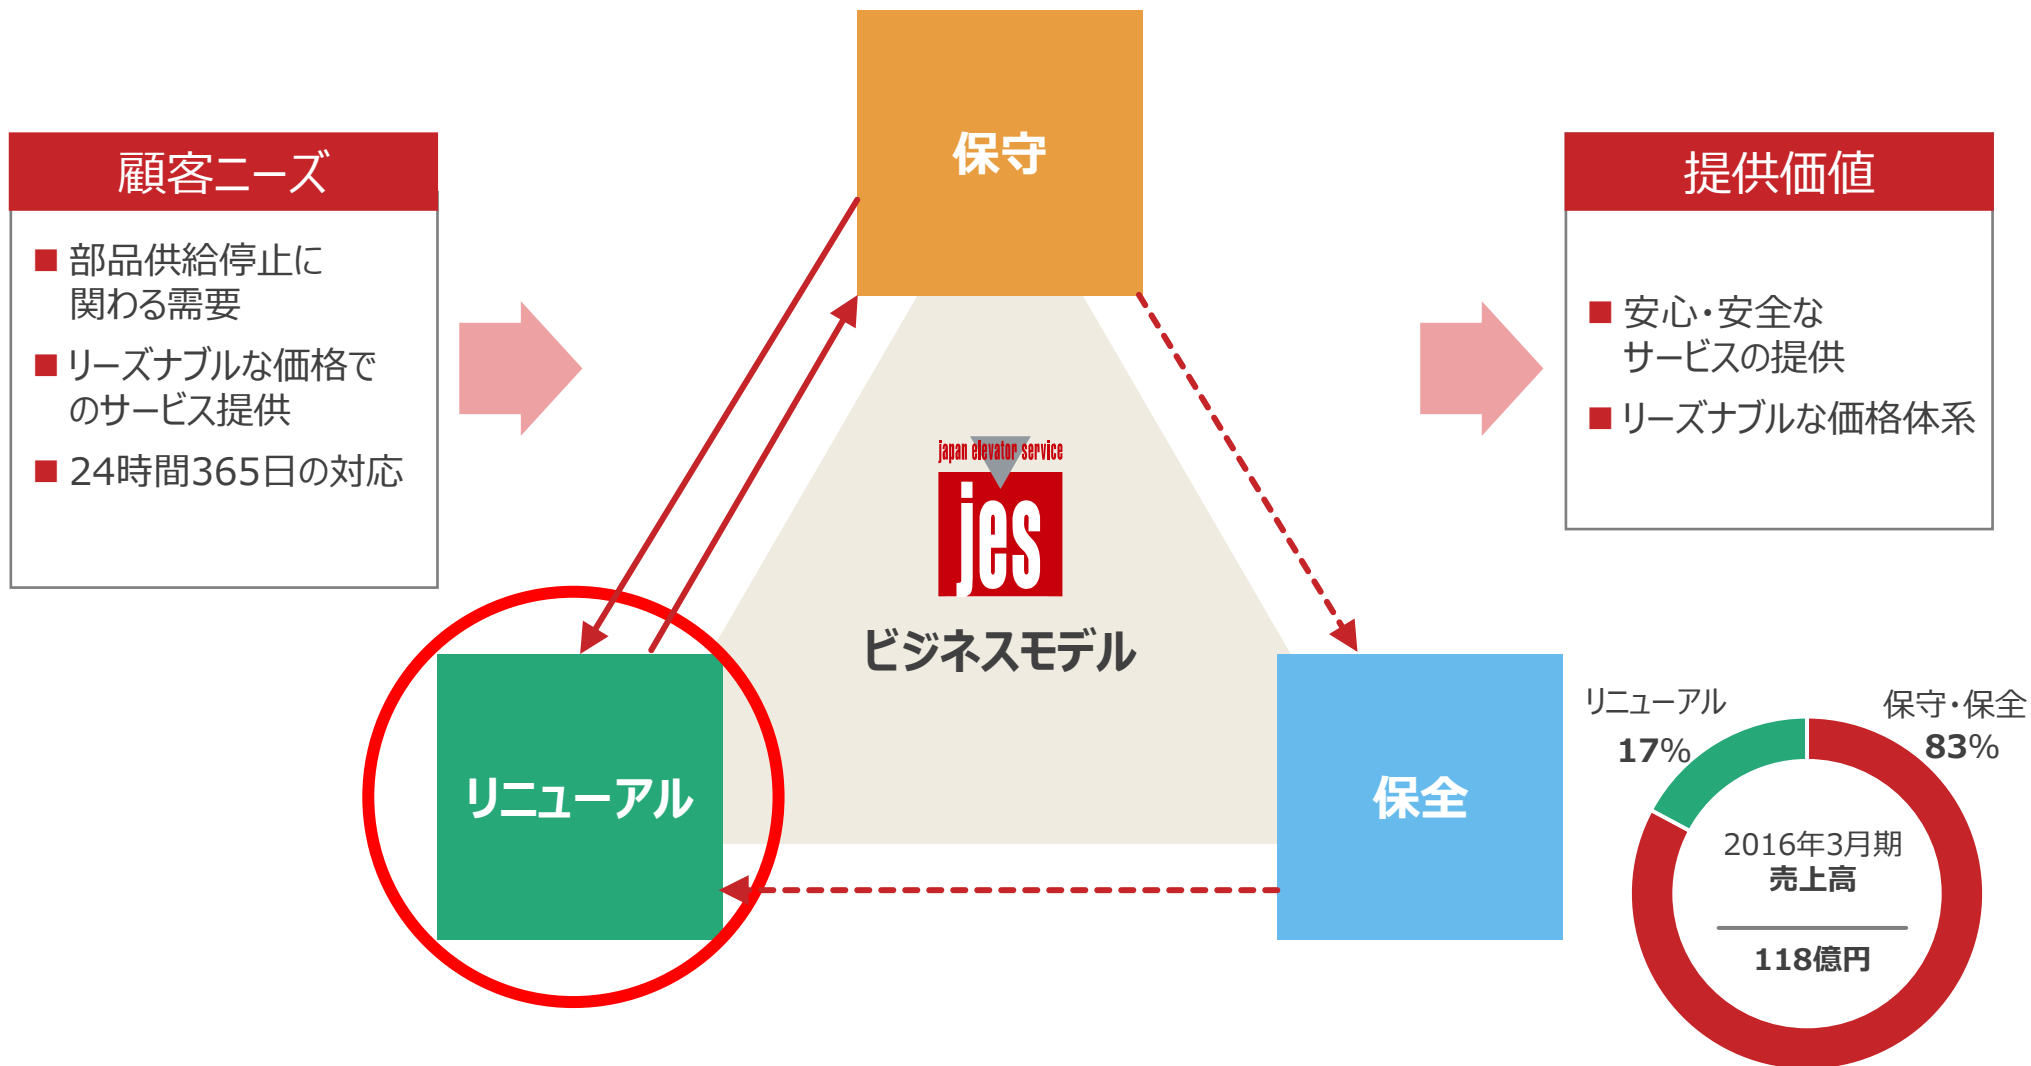 保守
顧客ニーズ
部品供給停止に
関わる需要
リーズナブルな価格で
のサービス提供
24時間365日の対応
提供価値
安心・安全な
サービスの提供
リーズナブルな価格体系
japan elevator service
jes
ビジネスモデル
リニューアル
保全
リニューアル
17%
保守・保全
83%
2016年3月期
売上高
118億円